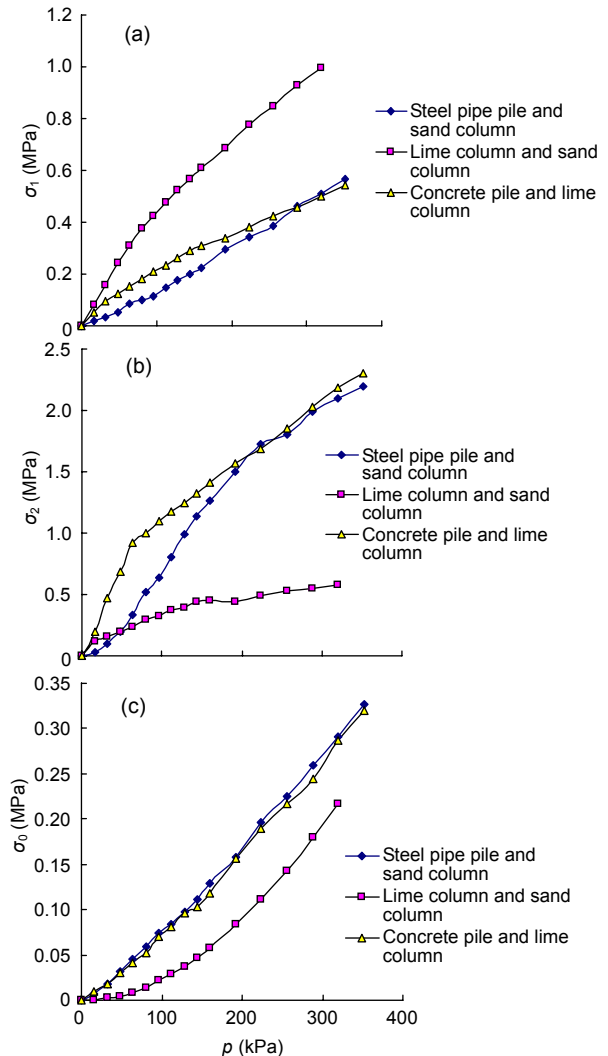 (a)
1.0
0.8
0.6
0.4
0.2
0
σ1 (MPa)
Steel pipe pile and
sand column
Lime column and sand
column
Concrete pile and lime
column
(b)
2.5
2.0
1.5
1.0
0.5
0
σ2 (MPa)
Steel pipe pile and
sand column
Lime column and sand
column
Concrete pile and lime
column
(c)
0.35
0.30
0.25
0.20
0.15
0.10
0.05
0.00
σ0 (MPa)
Steel pipe pile and
sand column
Lime column and sand
column
Concrete pile and lime
column
0 100 200 300 400
p (kPa)